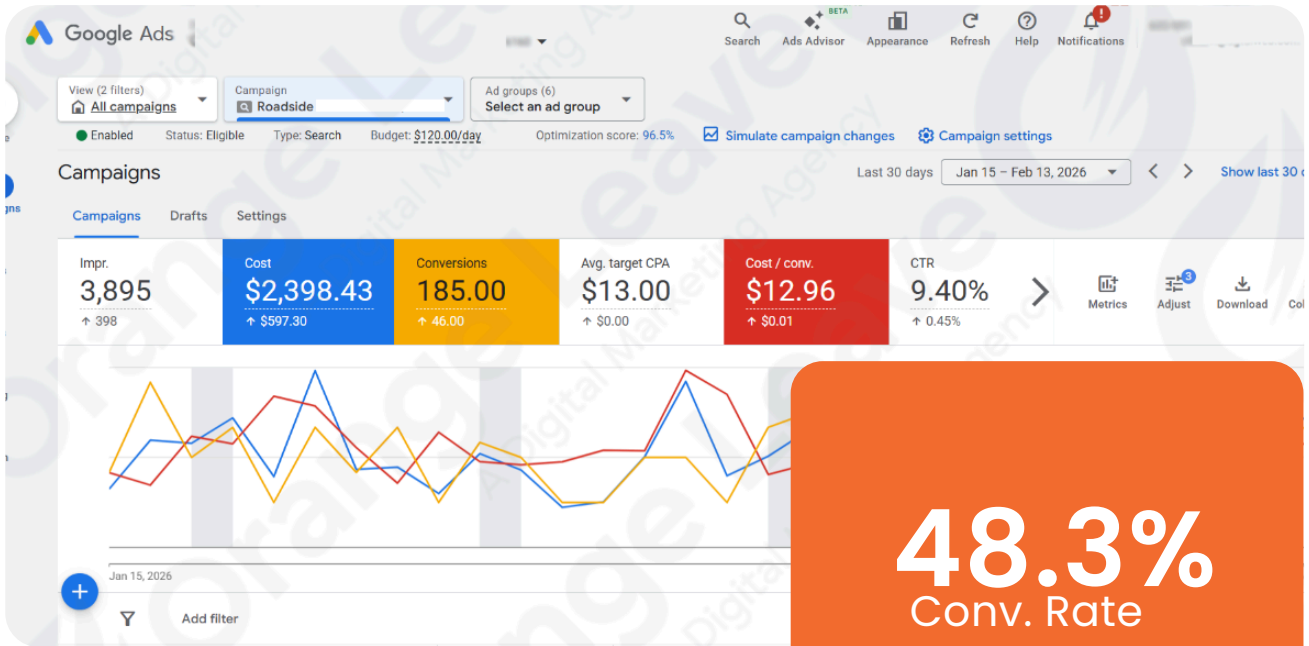 Google Ads
Search
Ads Advisor
BETA
Appearance
Refresh
Help
!
Notifications
View (2 filters)
All campaigns
Campaign
Roadside
Ad groups (6)
Select an ad group
Enabled
Status: Eligible
Type: Search
Budget: $120.00/day
Optimization score: 96.5%
Simulate campaign changes
Campaign settings
Campaigns
Last 30 days
Jan 15 – Feb 13, 2026
Show last 30
Campaigns
Drafts
Settings
Impr.
3,895
↑ 398
Cost
$2,398.43
↑ $597.30
Conversions
185.00
↑ 46.00
Avg. target CPA
$13.00
↑ $0.00
Cost / conv.
$12.96
↑ $0.01
CTR
9.40%
↑ 0.45%
Metrics
3
Adjust
Download
Jan 15, 2026
Add filter
48.3%
Conv. Rate
Orange Leave
Digital Marketing Agency